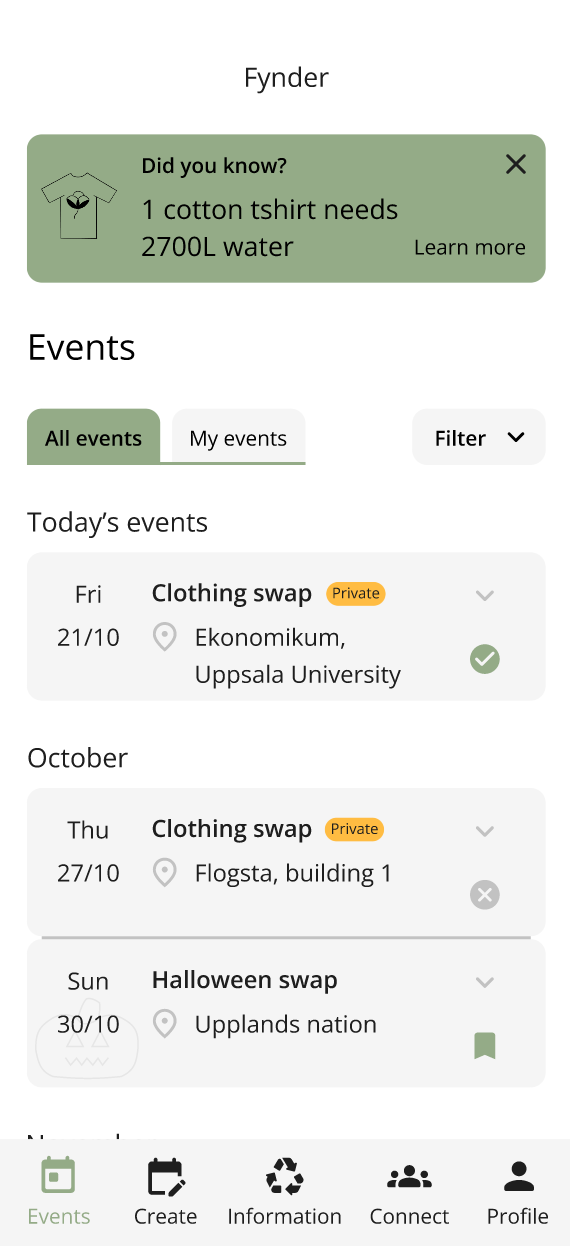 Fynder
Did you know?
1 cotton tshirt needs
2700L water
Learn more
Events
All events
My events
Filter
Today's events
Fri
21/10
Clothing swap
Private
Ekonomikum,
Uppsala University
October
Thu
27/10
Clothing swap
Private
Flogsta, building 1
Sun
30/10
Halloween swap
Upplands nation
Events
Create
Information
Connect
Profile